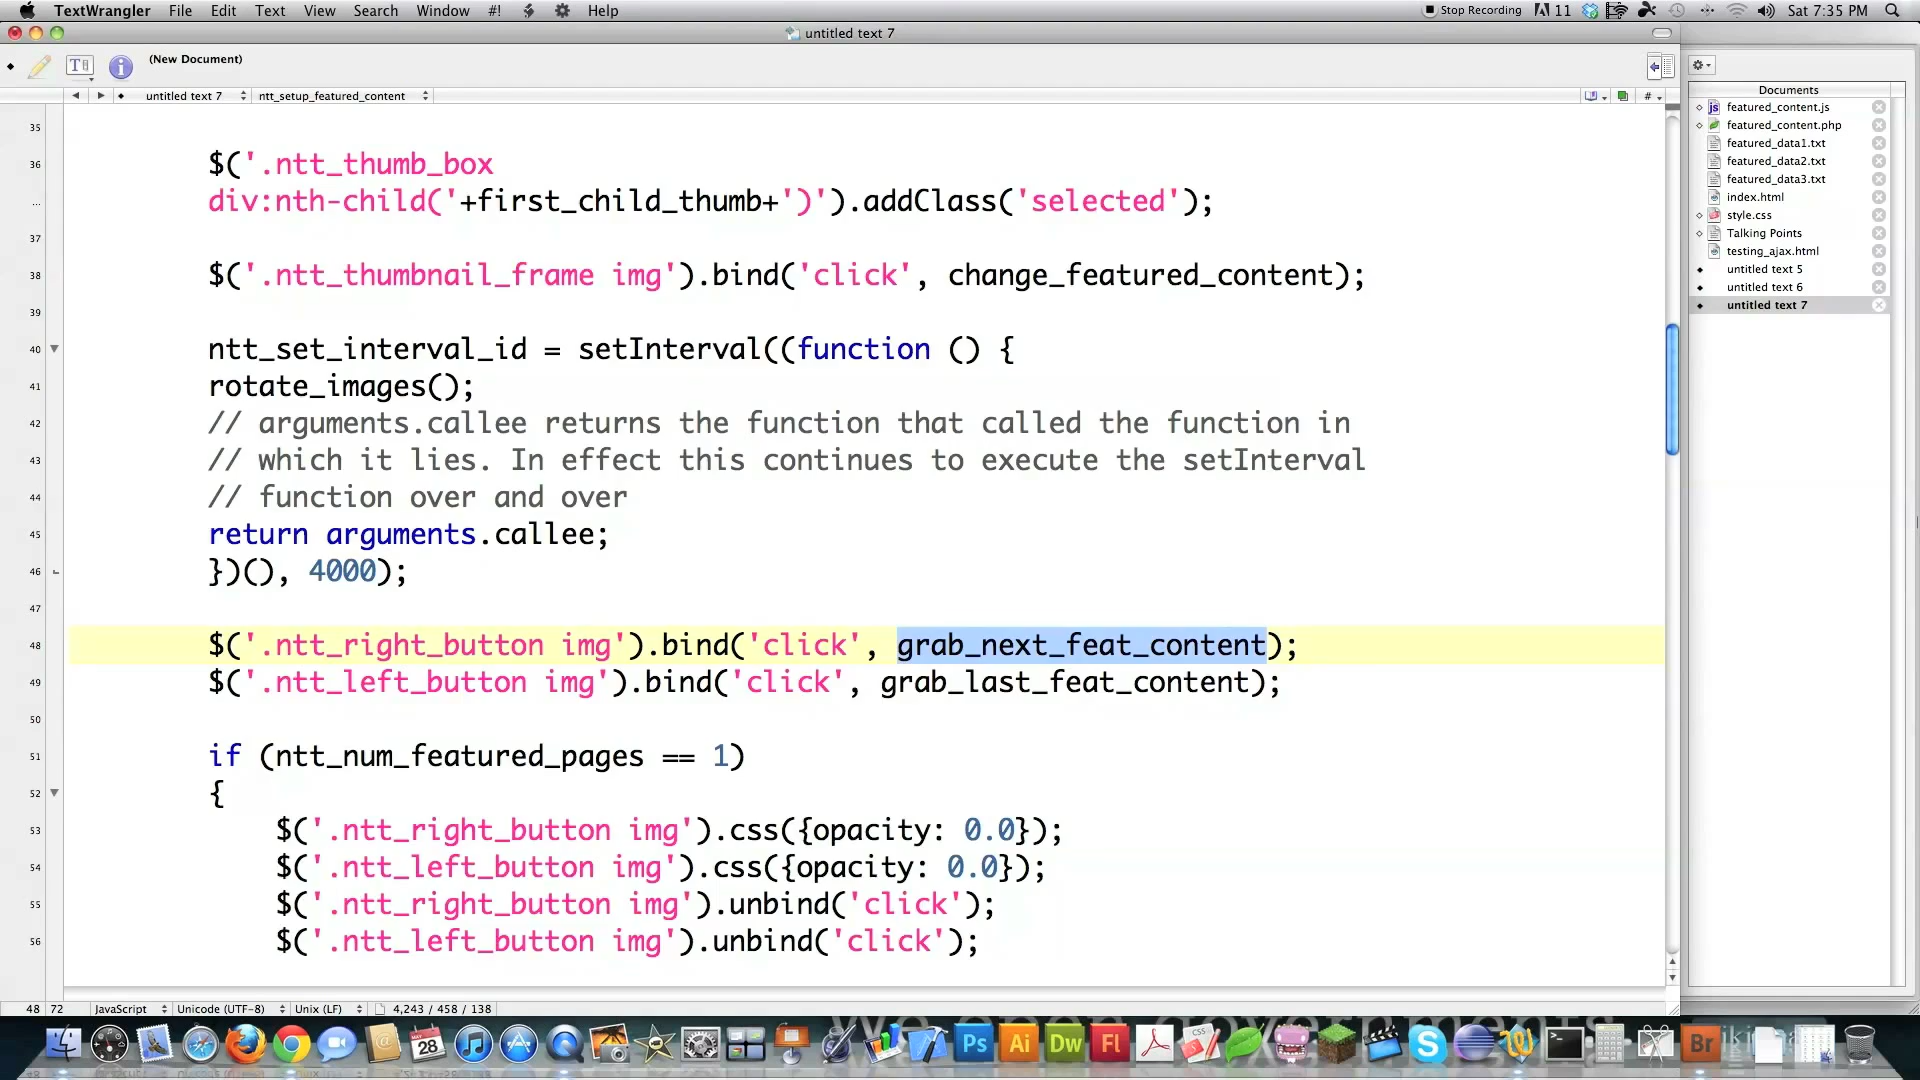 TextWrangler File Edit Text View Search Window #! Help Stop Recording 11 Sat 7:35 PM
untitled text 7
(New Document)
untitled text 7 ntt_setup_featured_content
35
36 $('.ntt_thumb_box
... div:nth-child('+first_child_thumb+')').addClass('selected');
37
38 $('.ntt_thumbnail_frame img').bind('click', change_featured_content);
39
40 ntt_set_interval_id = setInterval((function () {
41 rotate_images();
42 // arguments.callee returns the function that called the function in
43 // which it lies. In effect this continues to execute the setInterval
44 // function over and over
45 return arguments.callee;
46 })(), 4000);
47
48 $('.ntt_right_button img').bind('click', grab_next_feat_content);
49 $('.ntt_left_button img').bind('click', grab_last_feat_content);
50
51 if (ntt_num_featured_pages == 1)
52 {
53 $('.ntt_right_button img').css({opacity: 0.0});
54 $('.ntt_left_button img').css({opacity: 0.0});
55 $('.ntt_right_button img').unbind('click');
56 $('.ntt_left_button img').unbind('click');
48 72 JavaScript Unicode (UTF-8) Unix (LF) 4,243 / 458 / 138
Documents
featured_content.js
featured_content.php
featured_data1.txt
featured_data2.txt
featured_data3.txt
index.html
style.css
Talking Points
testing_ajax.html
untitled text 5
untitled text 6
untitled text 7
28 Ps Ai Dw Fl CSS S Br